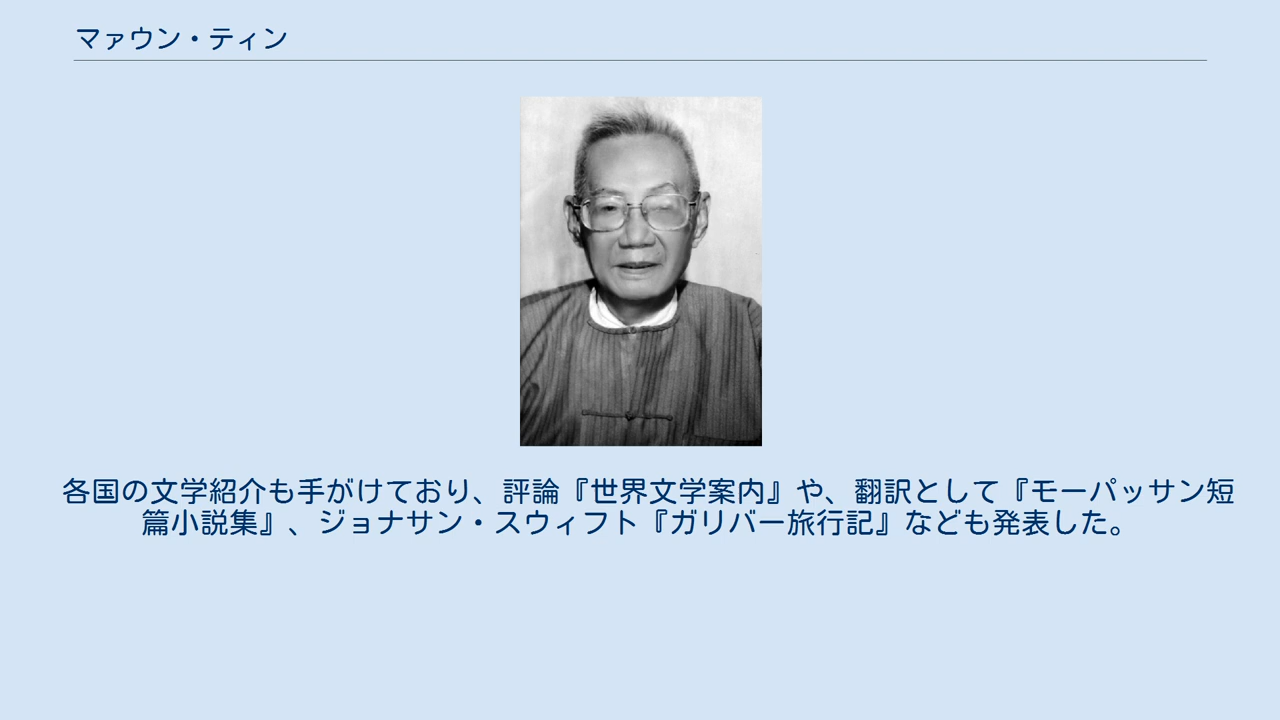 マァウン・ティン
各国の文学紹介も手がけており、評論『世界文学案内』や、翻訳として『モーパッサン短
篇小説集』、ジョナサン・スウィフト『ガリバー旅行記』なども発表した。